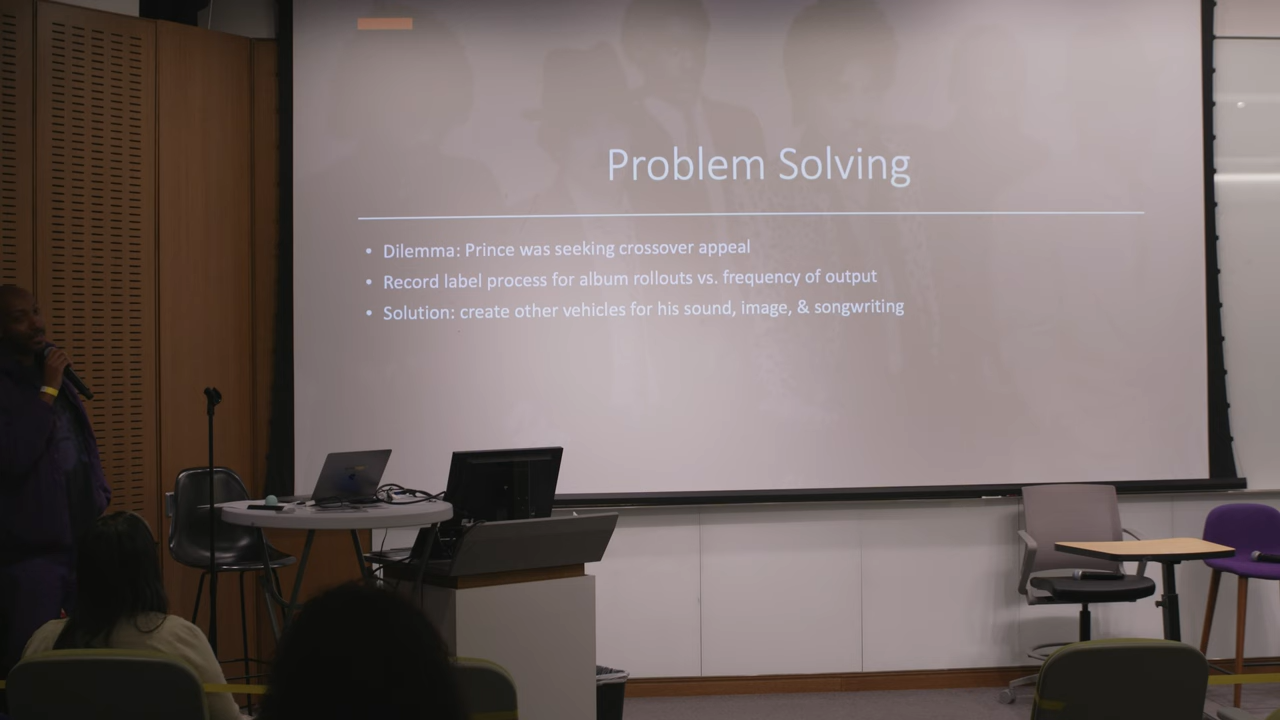 Problem Solving
• Dilemma: Prince was seeking crossover appeal
• Record label process for album rollouts vs. frequency of output
• Solution: create other vehicles for his sound, image, & songwriting